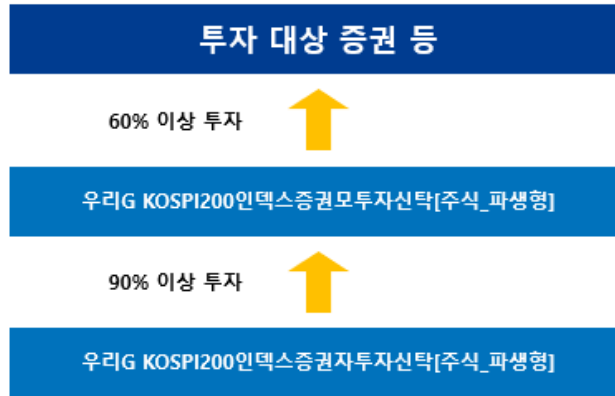 투자 대상 증권 등
60% 이상 투자
우리G KOSPI200인덱스증권모투자신탁[주식_파생형]
90% 이상 투자
우리G KOSPI200인덱스증권자투자신탁[주식_파생형]